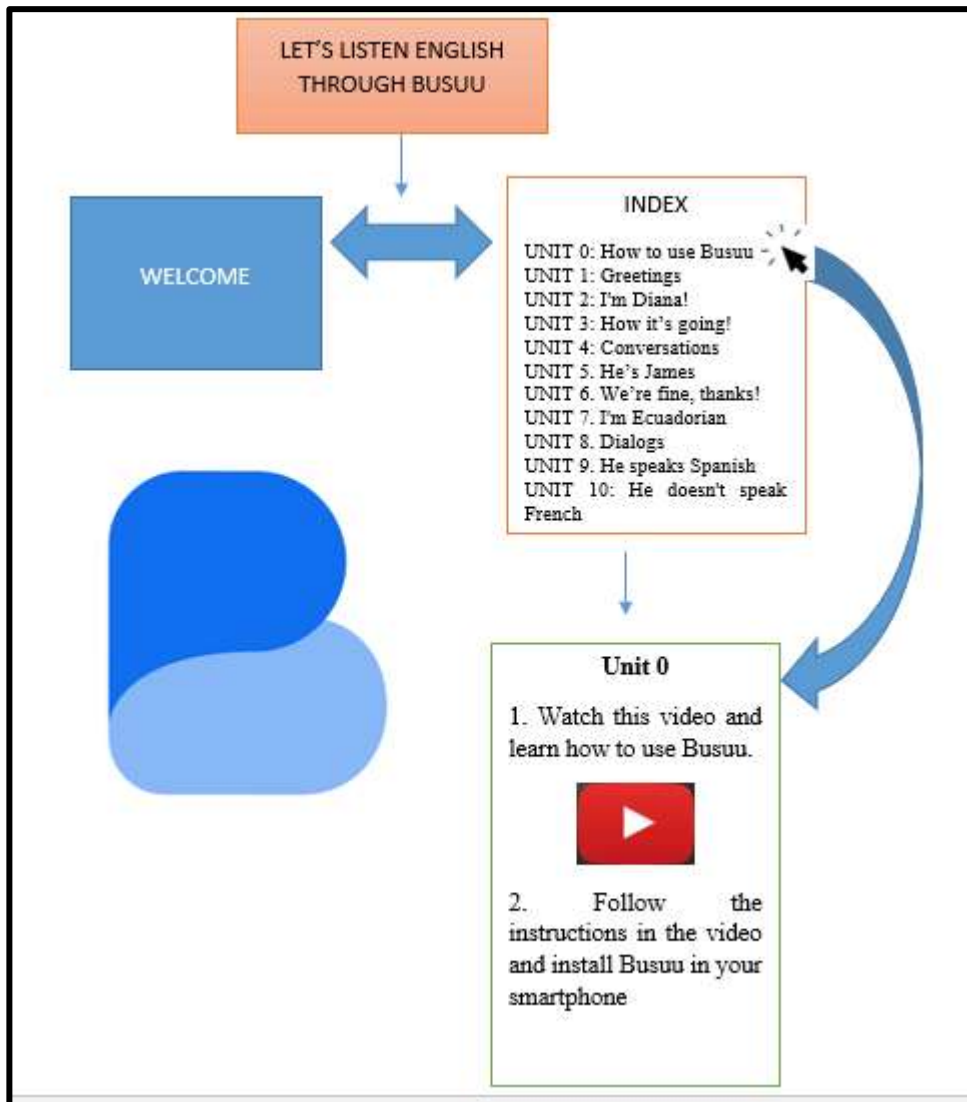 LET'S LISTEN ENGLISH
THROUGH BUSUU
WELCOME
INDEX
UNIT 0: How to use Busuu
UNIT 1: Greetings
UNIT 2: I'm Diana!
UNIT 3: How it's going!
UNIT 4: Conversations
UNIT 5. He's James
UNIT 6. We're fine, thanks!
UNIT 7. I'm Ecuadorian
UNIT 8. Dialogs
UNIT 9. He speaks Spanish
UNIT 10: He doesn't speak
French
Unit 0
1. Watch this video and
learn how to use Busuu.
2. Follow the
instructions in the video
and install Busuu in your
smartphone